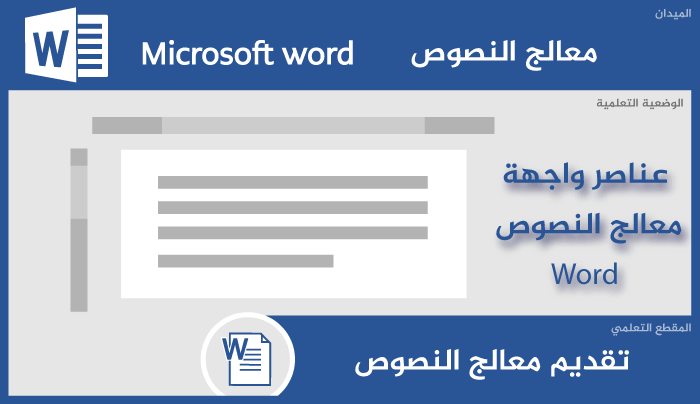 الميدان
معالج النصوص Microsoft word
W
الوضعية التعلمية
عناصر واجهة
معالج النصوص
Word
المقطع التعلمي
تقديم معالج النصوص
W